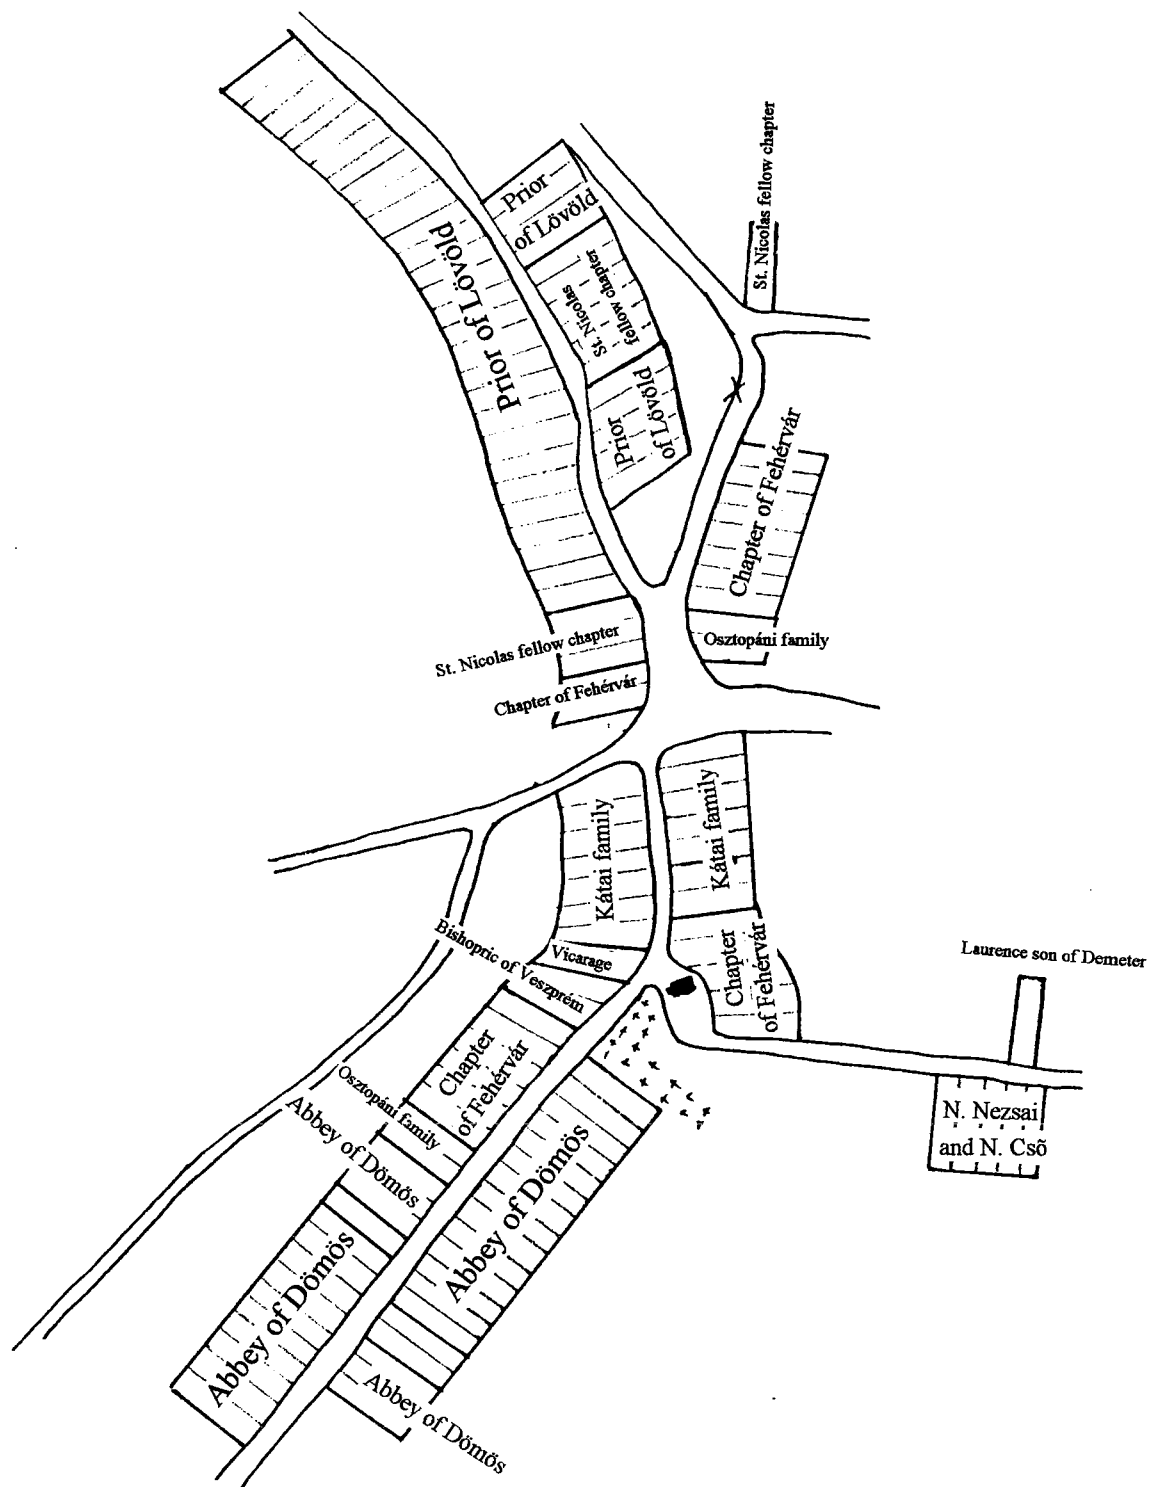 St. Nicolas fellow chapter
Prior
of Lövöld
St. Nicolas
fellow chapter
Prior of Lövöld
Prior
of Lövöld
Chapter of Fehérvár
St. Nicolas fellow chapter
Osztopáni family
Chapter of Fehérvár
Kátai family
Kátai family
Bishopric of Veszprém
Vicarage
Chapter
of Fehérvár
Laurence son of Demeter
Chapter
of Fehérvár
Osztopáni family
N. Nezsai
and N. Csõ
Abbey of Dömös
Abbey of Dömös
Abbey of Dömös
Abbey of Dömös